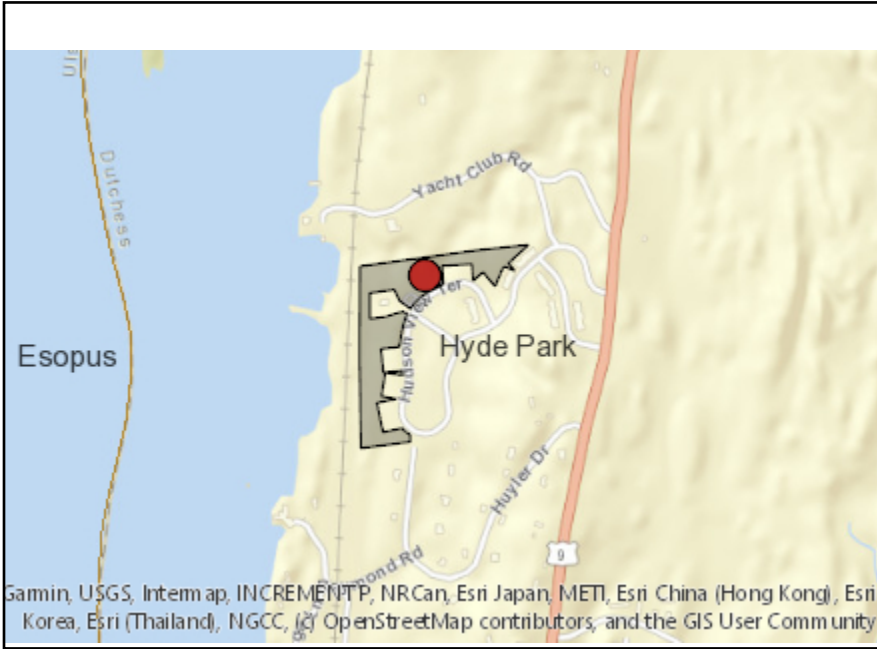 Dutchess
Yacht Club Rd
Hudson View Ter
Esopus
Hyde Park
Huyler Dr
9
Garmin, USGS, Intermap, INCREMENT P, NRCan, Esri Japan, METI, Esri China (Hong Kong), Esri
Korea, Esri (Thailand), NGCC, (c) OpenStreetMap contributors, and the GIS User Community